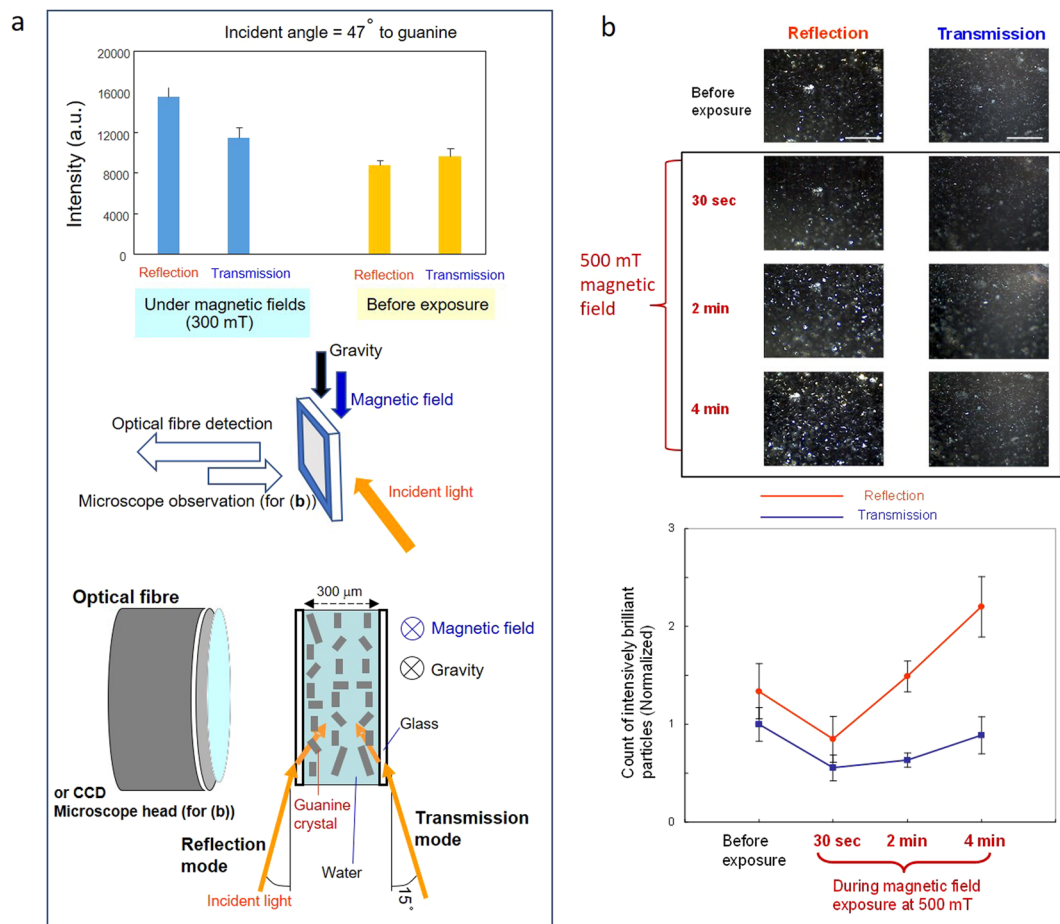 a
Incident angle = 47° to guanine
Intensity (a.u.)
20000
16000
12000
8000
4000
0
Reflection
Transmission
Reflection
Transmission
Under magnetic fields
(300 mT)
Before exposure
Gravity
Magnetic field
Optical fibre detection
Microscope observation (for (b))
Incident light
Optical fibre
300 μm
Magnetic field
Gravity
Glass
or CCD
Microscope head (for (b))
Guanine
crystal
Transmission
mode
Reflection
mode
Water
Incident light
15°
b
Reflection
Transmission
Before
exposure
30 sec
500 mT
magnetic
field
2 min
4 min
Reflection
Transmission
Count of intensively brilliant
particles (Normalized)
3
2
1
0
Before
exposure
30 sec
2 min
4 min
During magnetic field
exposure at 500 mT